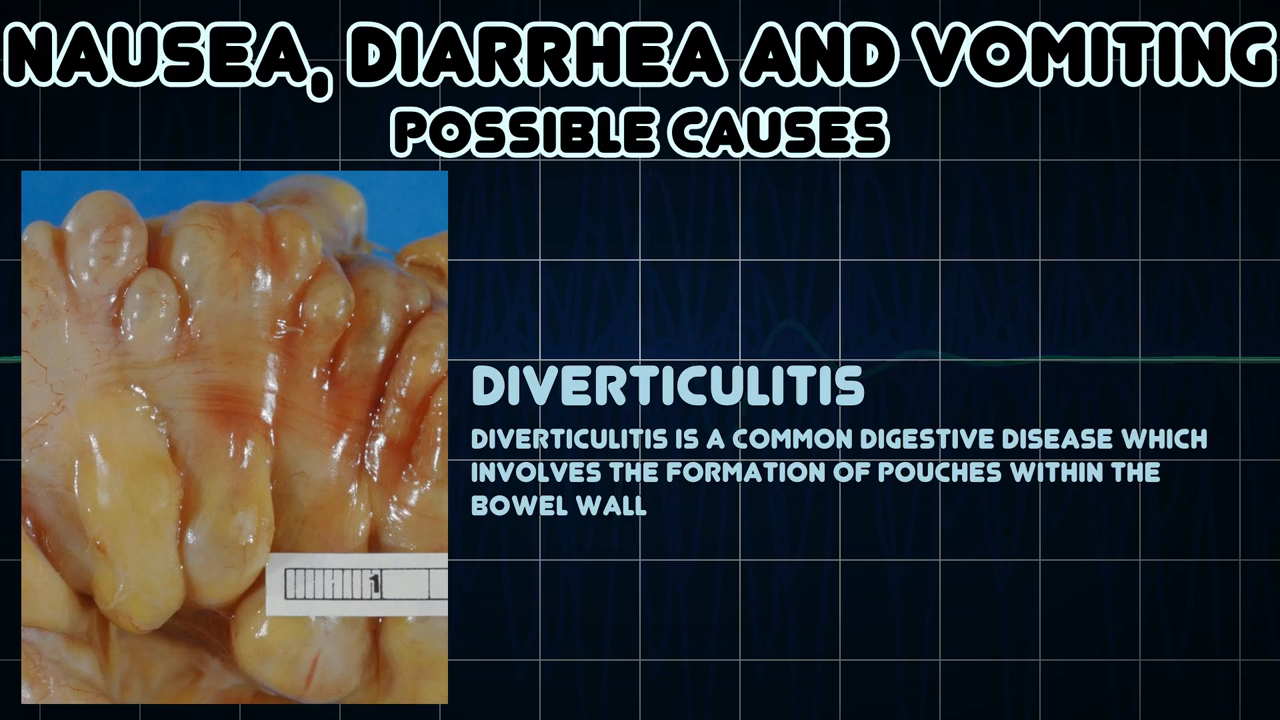 NAUSEA, DIARRHEA AND VOMITING
POSSIBLE CAUSES
DIVERTICULITIS
DIVERTICULITIS IS A COMMON DIGESTIVE DISEASE WHICH
INVOLVES THE FORMATION OF POUCHES WITHIN THE
BOWEL WALL
1